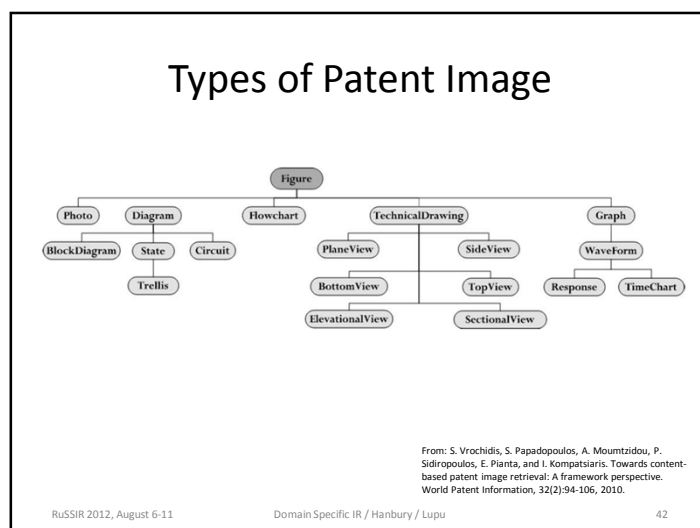 Types of Patent Image
Figure
Photo Diagram Flowchart TechnicalDrawing Graph
BlockDiagram State Circuit PlaneView SideView WaveForm
Trellis BottomView TopView Response TimeChart
ElevationalView SectionalView
From: S. Vrochidis, S. Papadopoulos, A. Moumtzidou, P.
Sidiropoulos, E. Pianta, and I. Kompatsiaris. Towards content-
based patent image retrieval: A framework perspective.
World Patent Information, 32(2):94-106, 2010.
RuSSIR 2012, August 6-11 Domain Specific IR / Hanbury / Lupu 42